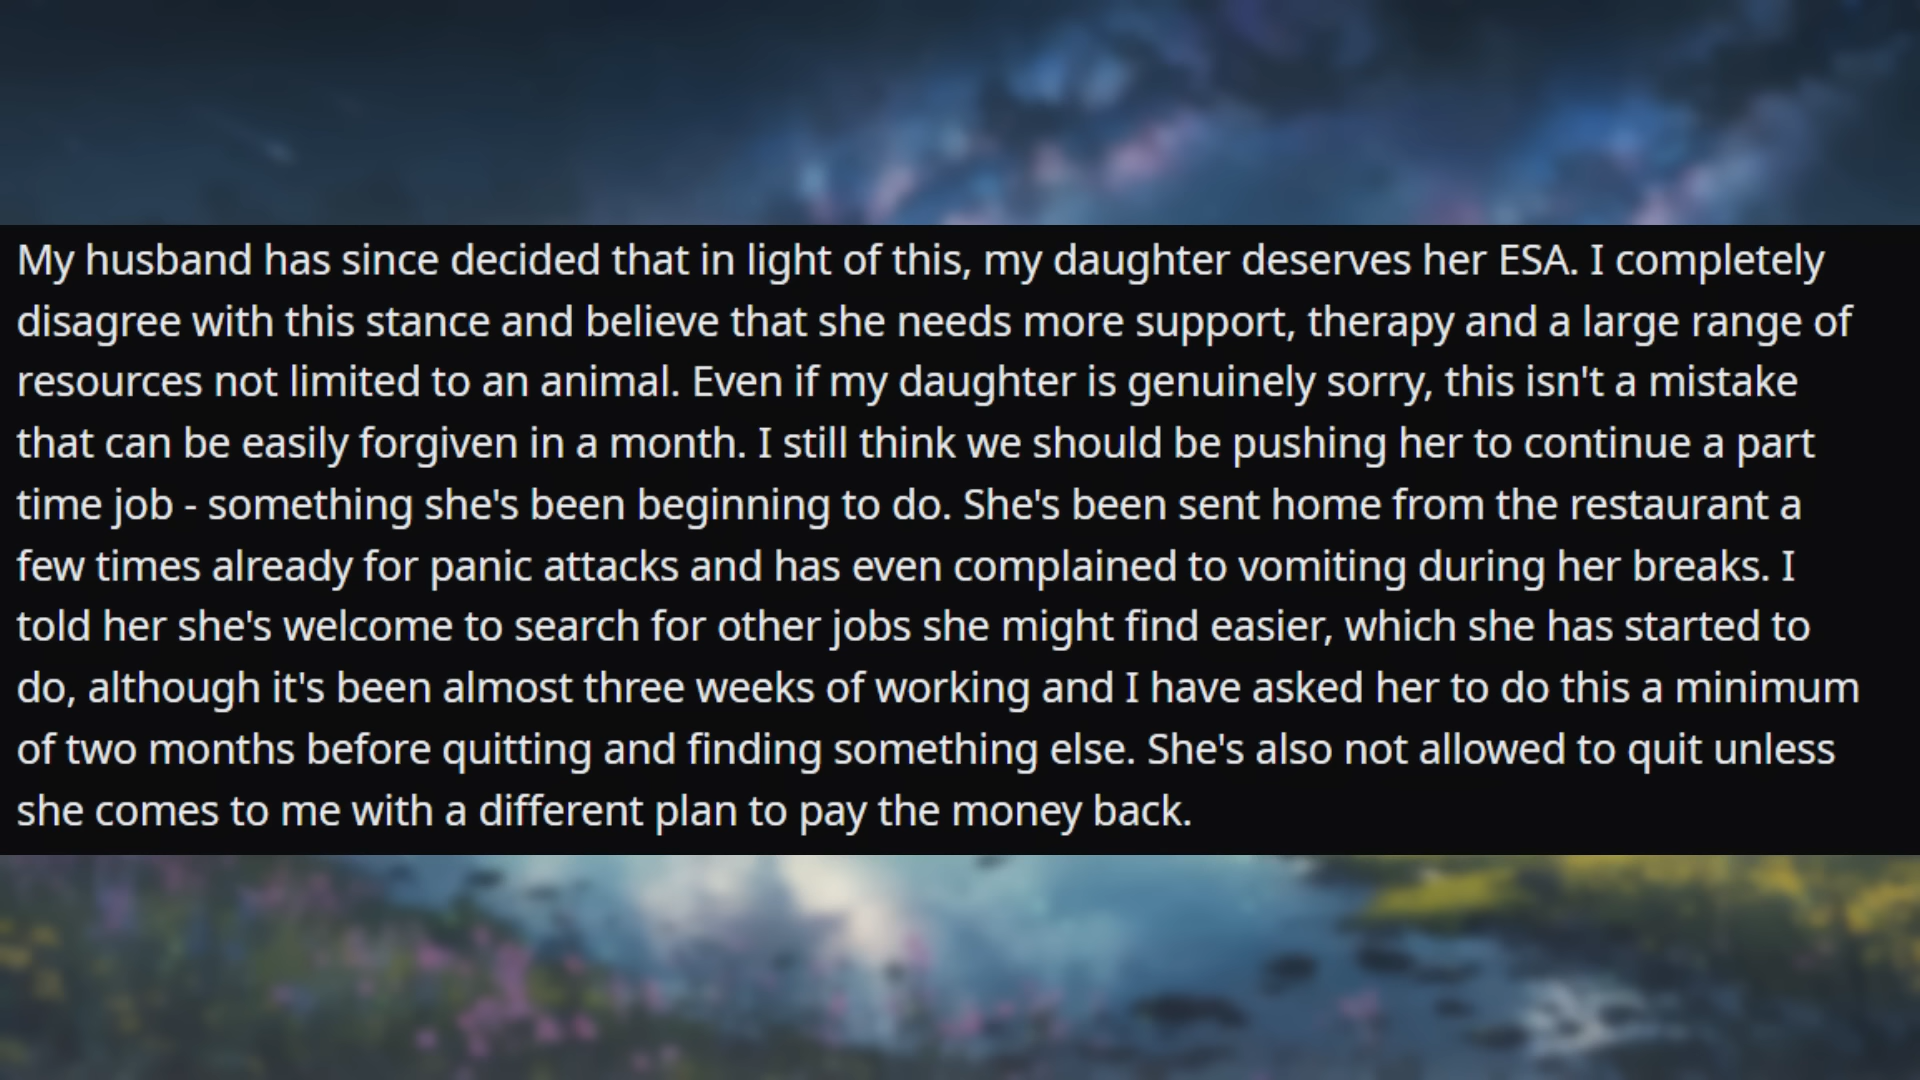 My husband has since decided that in light of this, my daughter deserves her ESA. I completely
disagree with this stance and believe that she needs more support, therapy and a large range of
resources not limited to an animal. Even if my daughter is genuinely sorry, this isn't a mistake
that can be easily forgiven in a month. I still think we should be pushing her to continue a part
time job - something she's been beginning to do. She's been sent home from the restaurant a
few times already for panic attacks and has even complained to vomiting during her breaks. I
told her she's welcome to search for other jobs she might find easier, which she has started to
do, although it's been almost three weeks of working and I have asked her to do this a minimum
of two months before quitting and finding something else. She's also not allowed to quit unless
she comes to me with a different plan to pay the money back.